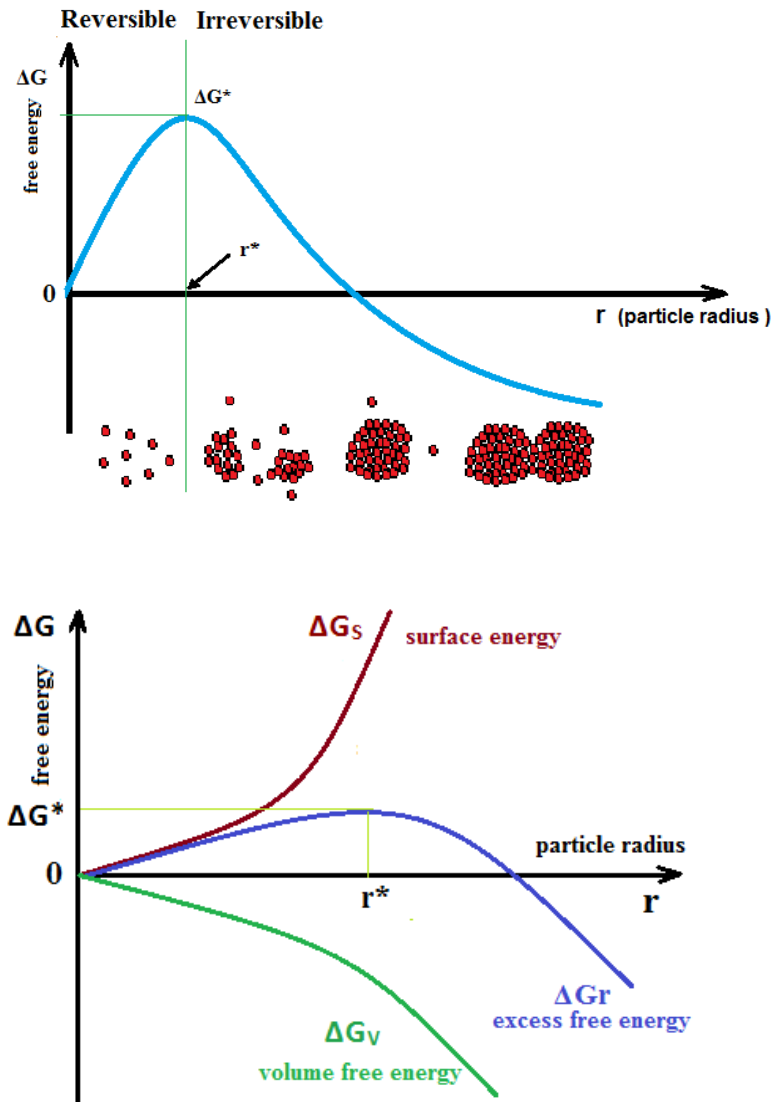 Reversible Irreversible
ΔG
free energy
ΔG*
r*
0
r (particle radius )
ΔG
free energy
ΔGS
surface energy
ΔG*
particle radius
0
r*
r
ΔGr
excess free energy
ΔGV
volume free energy